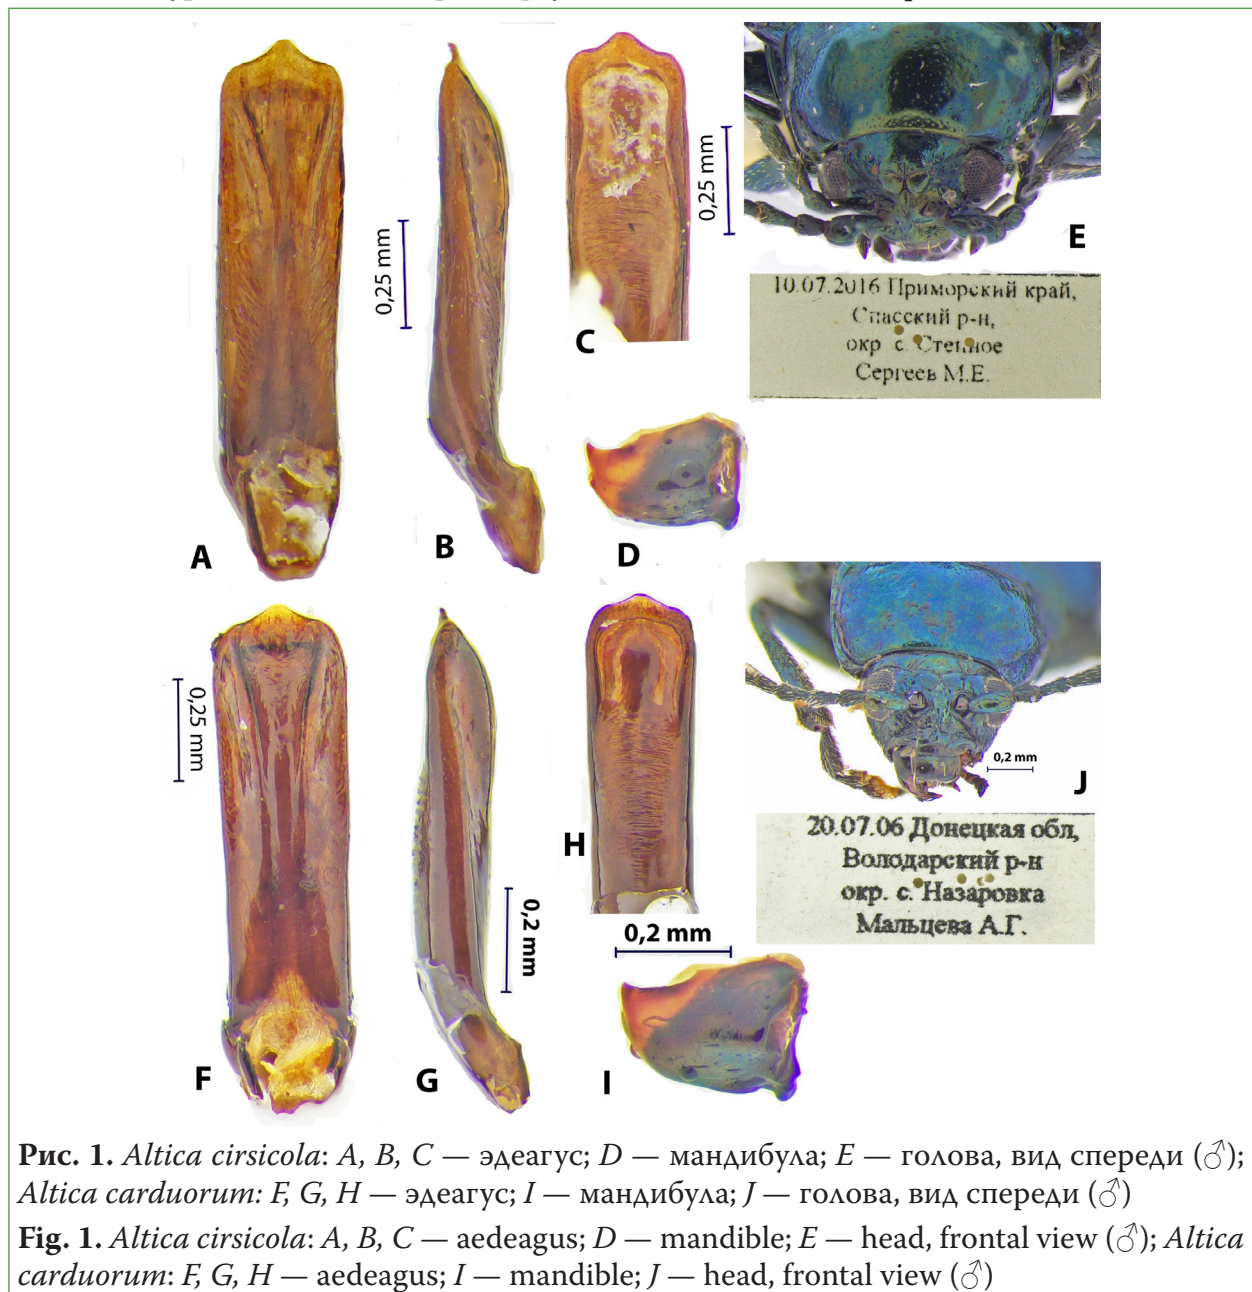 0,25 mm
0,25 mm
A
B
C
D
E
10.07.2016 Приморский край,
Спасский р-н,
окр с. Степное
Сергеев М.Е.
0,25 mm
0,2 mm
F
G
H
0,2 mm
I
0,2 mm
J
20.07.06 Донецкая обл,
Володарский р-н
окр. с. Назаровка
Мальцева А.Г.
Рис. 1. Altica cirsicola: A, B, C — эдеагус; D — мандибула; E — голова, вид спереди (♂);
Altica carduorum: F, G, H — эдеагус; I — мандибула; J — голова, вид спереди (♂)
Fig. 1. Altica cirsicola: A, B, C — aedeagus; D — mandible; E — head, frontal view (♂); Altica
carduorum: F, G, H — aedeagus; I — mandible; J — head, frontal view (♂)